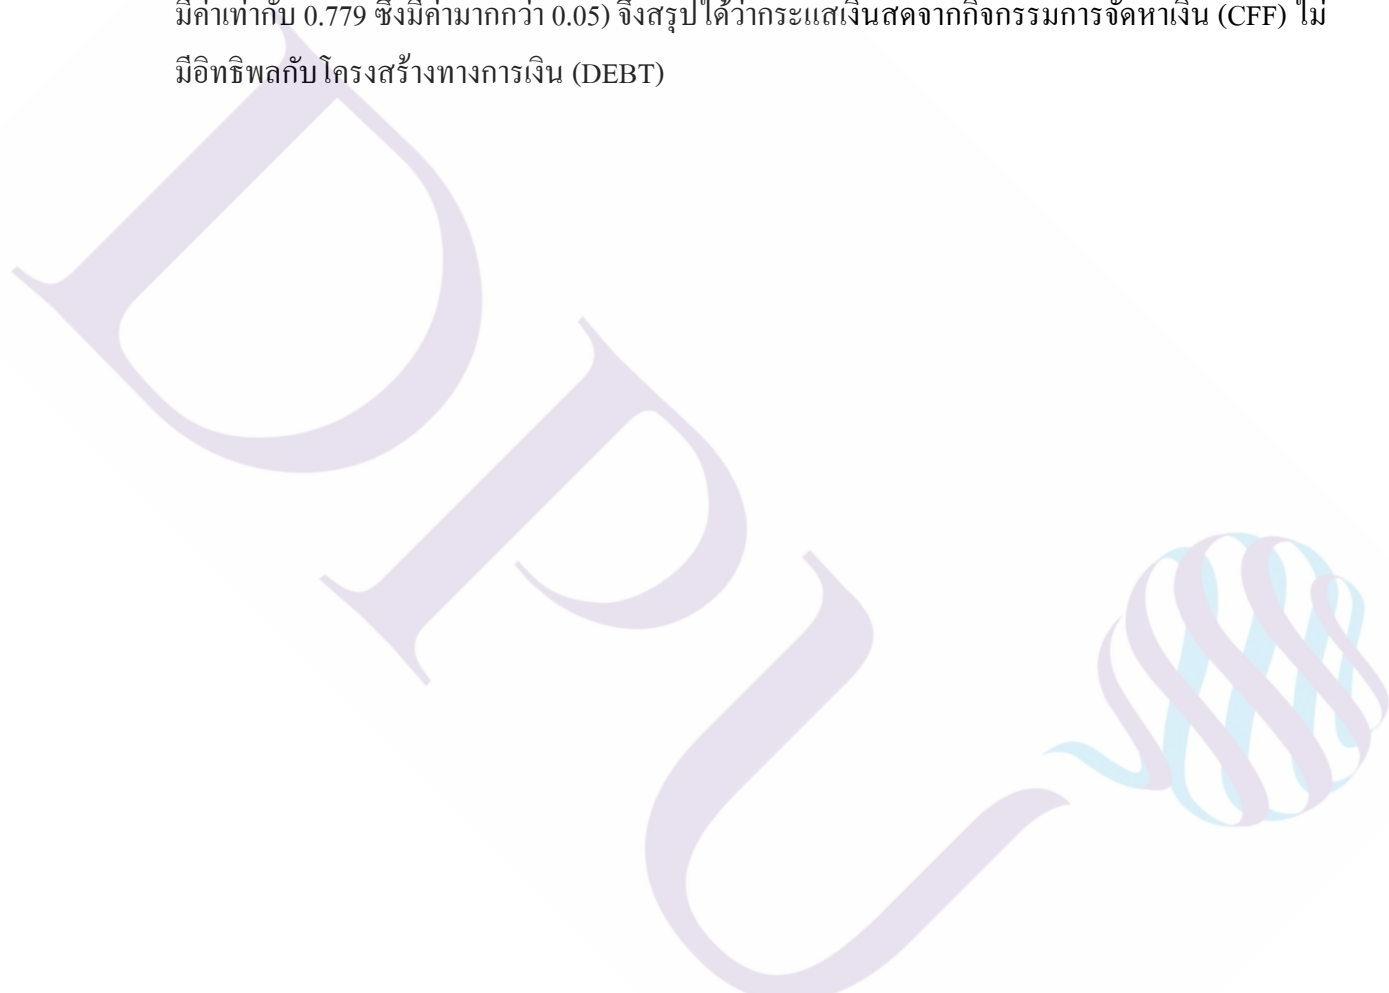 มีค่าเท่ากับ 0.779 ซึ่งมีค่ามากกว่า 0.05) จึงสรุปได้ว่ากระแสเงินสดจากกิจกรรมการจัดหาเงิน (CFF) ไม่
มีอิทธิพลกับโครงสร้างทางการเงิน (DEBT)
DPU